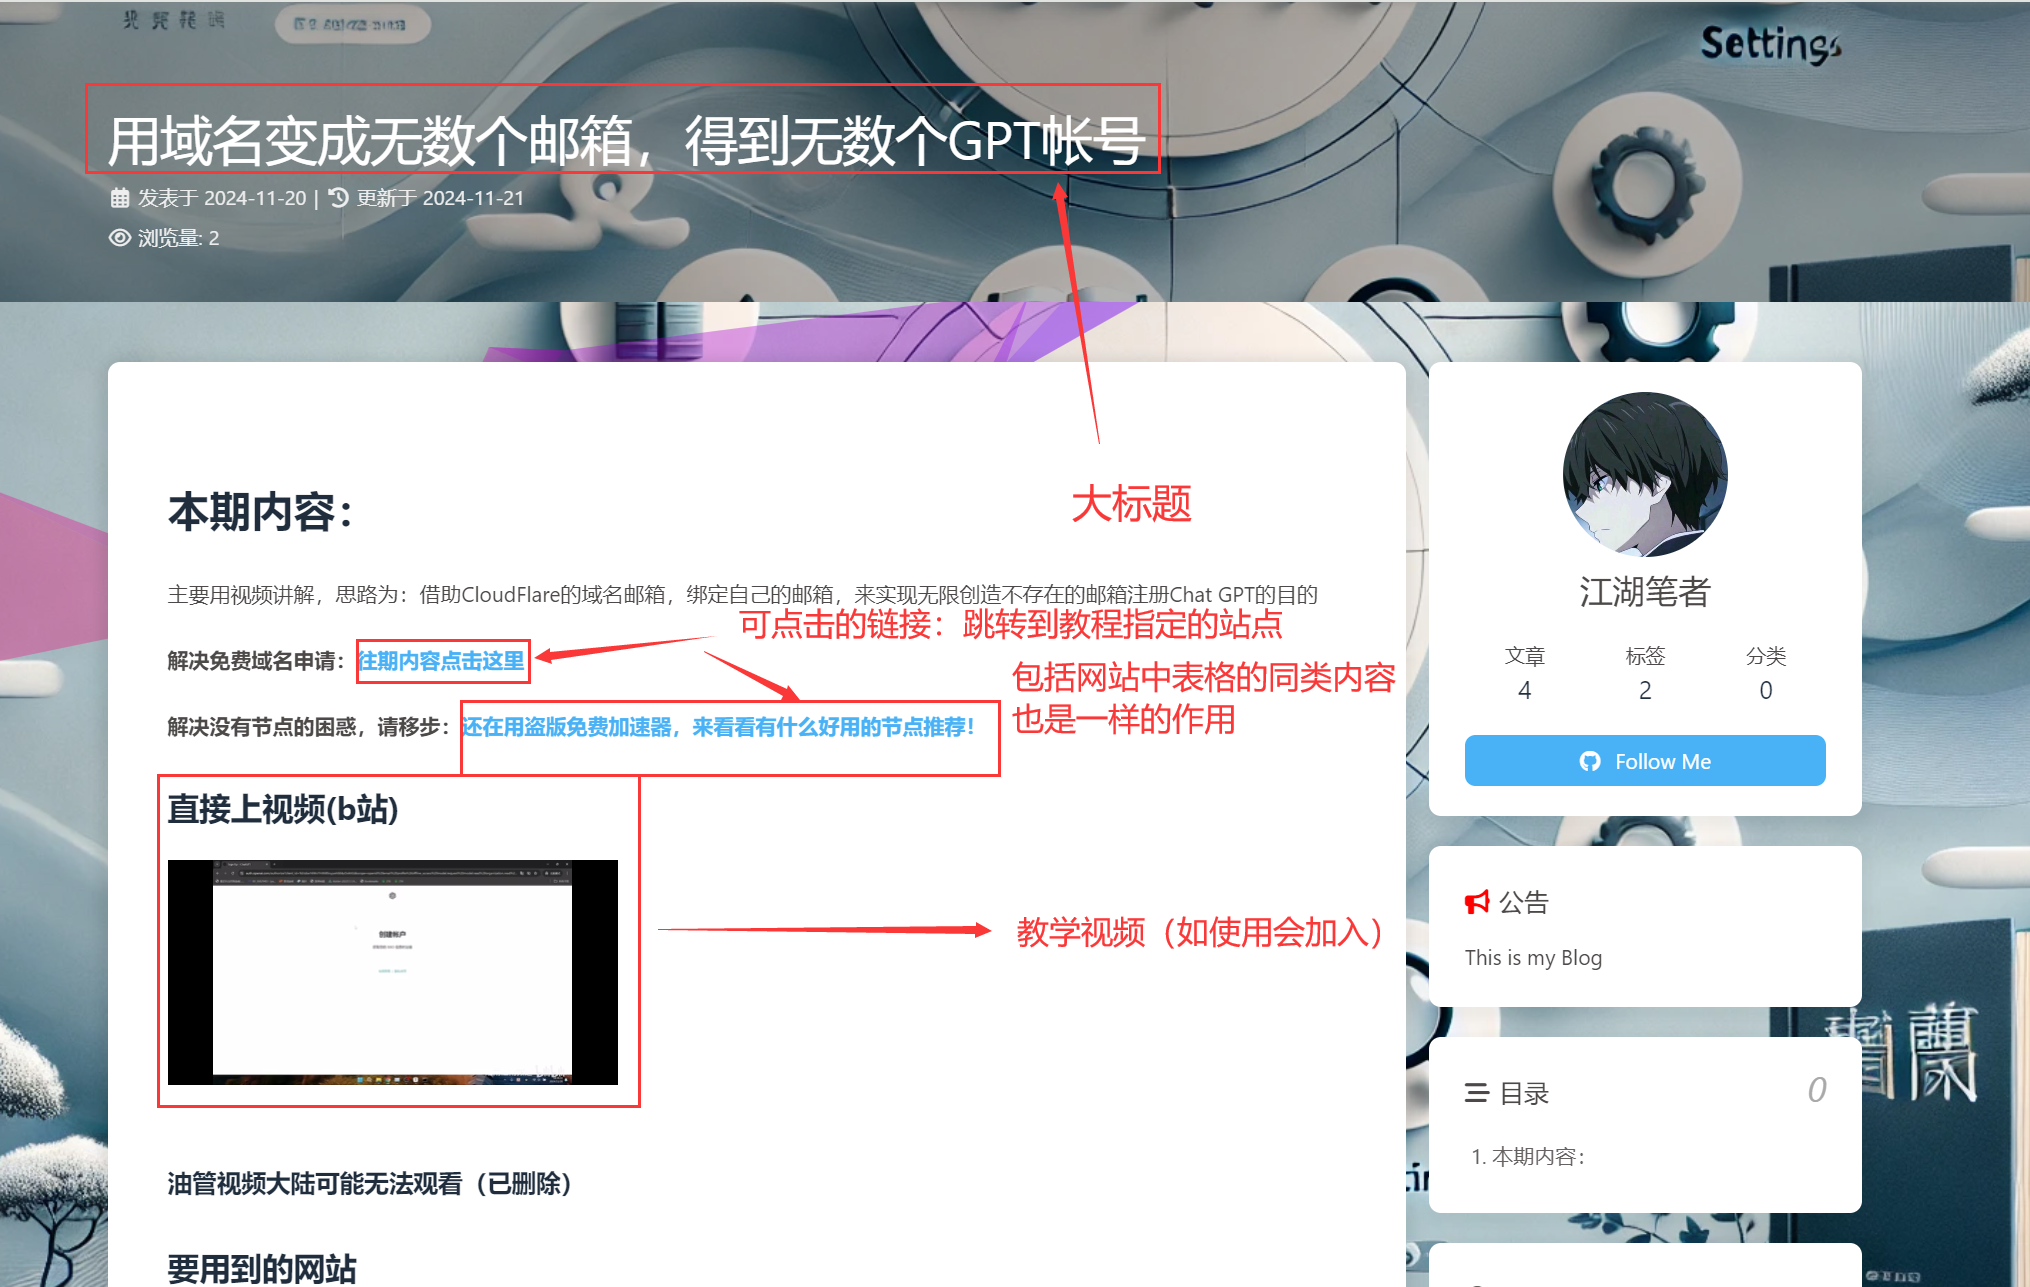 Settings
用域名变成无数个邮箱，得到无数个GPT帐号
发表于 2024-11-20 | 更新于 2024-11-21
浏览量: 2
大标题
本期内容：
主要用视频讲解，思路为：借助CloudFlare的域名邮箱，绑定自己的邮箱，来实现无限创造不存在的邮箱注册Chat GPT的目的
可点击的链接：跳转到教程指定的站点
解决免费域名申请：往期内容点击这里
包括网站中表格的同类内容
也是一样的作用
解决没有节点的困惑，请移步：还在用盗版免费加速器，来看看有什么好用的节点推荐！
直接上视频(b站)
创建帐户
教学视频（如使用会加入）
油管视频大陆可能无法观看（已删除）
要用到的网站
江湖笔者
文章 标签 分类
4 2 0
Follow Me
公告
This is my Blog
目录 0
1. 本期内容：